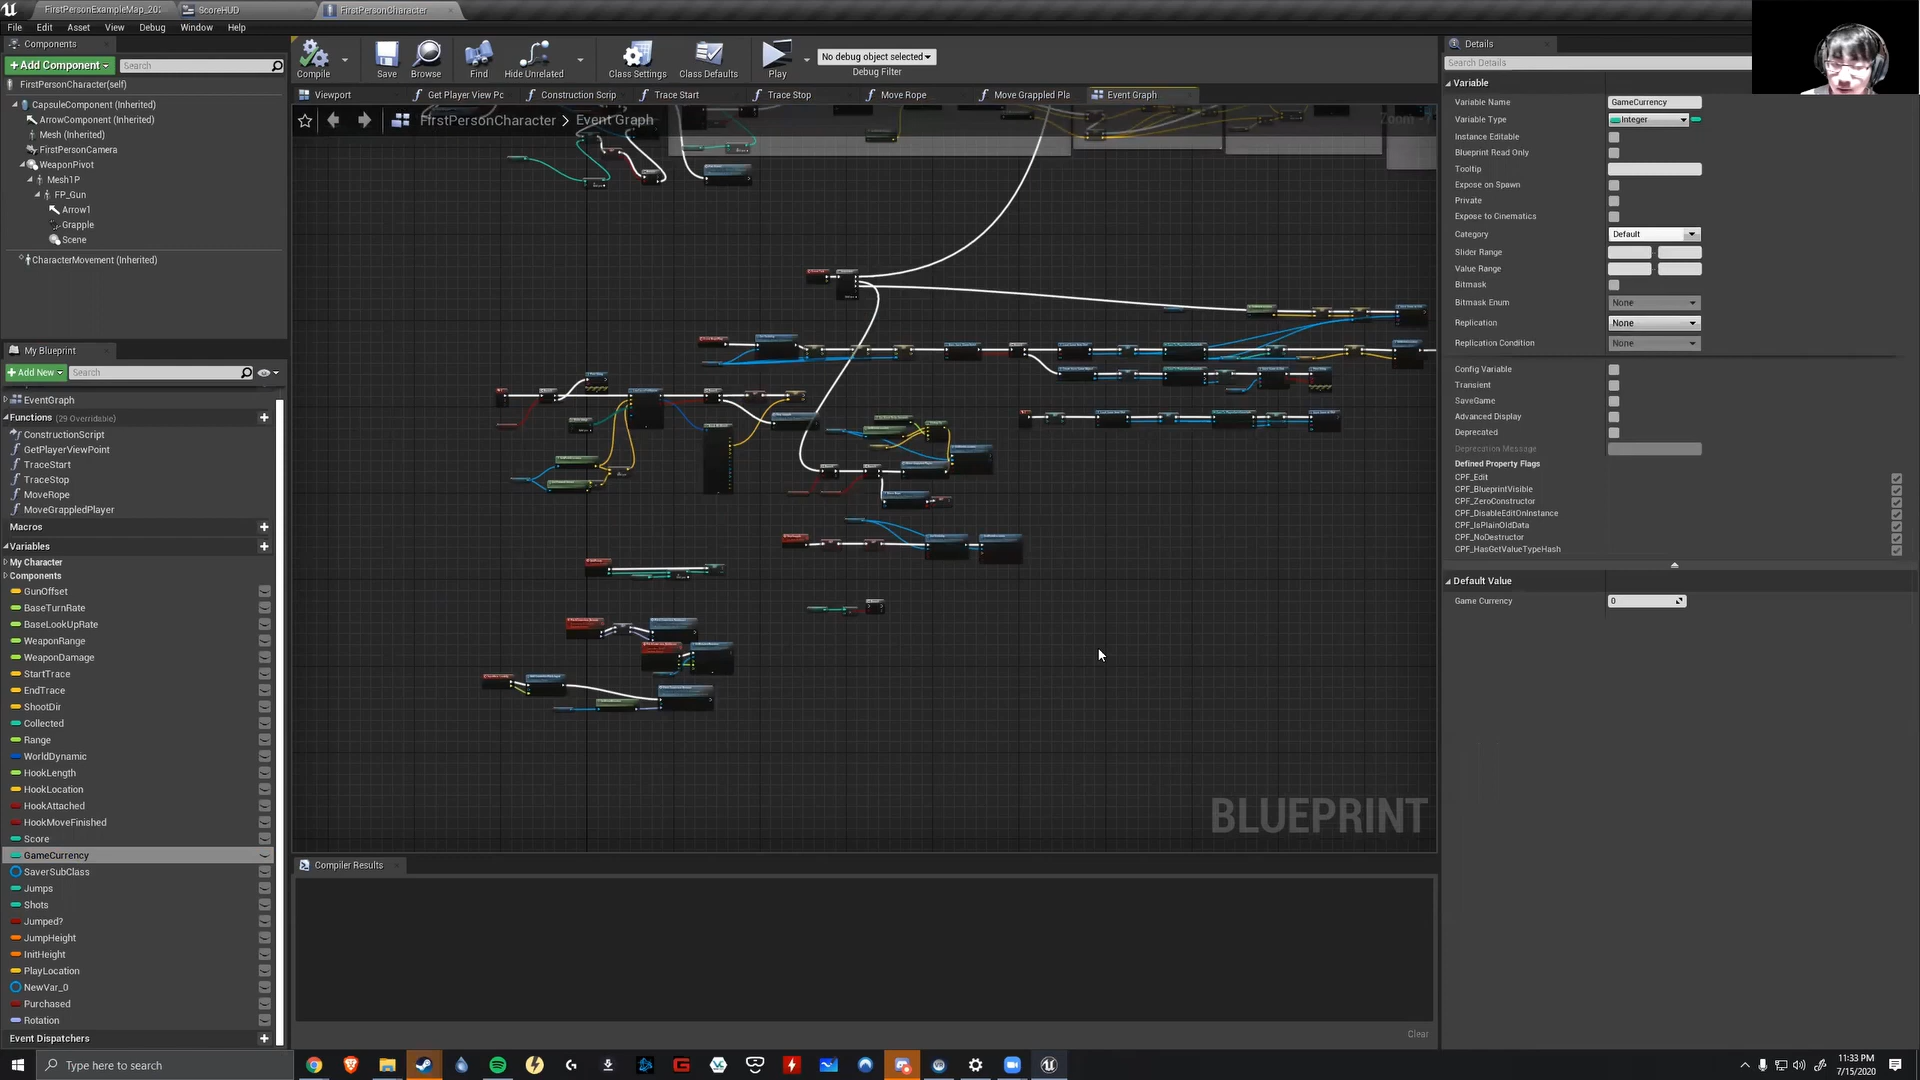 FirstPersonExampleMap_20
ScoreHUD
FirstPersonCharacter
File Edit Asset View Debug Window Help
Components
+Add Component
Search
FirstPersonCharacter(self)
CapsuleComponent (Inherited)
ArrowComponent (Inherited)
Mesh (Inherited)
FirstPersonCamera
WeaponPivot
Mesh1P
FP_Gun
Arrow1
Grapple
Scene
CharacterMovement (Inherited)
My Blueprint
+Add New
Search
EventGraph
Functions (29 Overridable)
ConstructionScript
GetPlayerViewPoint
TraceStart
TraceStop
MoveRope
MoveGrappledPlayer
Macros
Variables
My Character
Components
GunOffset
BaseTurnRate
BaseLookUpRate
WeaponRange
WeaponDamage
StartTrace
EndTrace
ShootDir
Collected
Range
WorldDynamic
HookLength
HookLocation
HookAttached
HookMoveFinished
Score
GameCurrency
SaverSubClass
Jumps
Shots
Jumped?
JumpHeight
InitHeight
PlayLocation
NewVar_0
Purchased
Rotation
Event Dispatchers
Compile
Save
Browse
Find
Hide Unrelated
Class Settings
Class Defaults
Play
No debug object selected
Debug Filter
Viewport
Get Player View Pc
Construction Scrip
Trace Start
Trace Stop
Move Rope
Move Grappled Pla
Event Graph
FirstPersonCharacter > Event Graph
Zoom -7
BLUEPRINT
Compiler Results
Clear
Details
Search Details
Variable
Variable Name GameCurrency
Variable Type Integer
Instance Editable
Blueprint Read Only
Tooltip
Expose on Spawn
Private
Expose to Cinematics
Category Default
Slider Range
Value Range
Bitmask
Bitmask Enum None
Replication None
Replication Condition None
Config Variable
Transient
SaveGame
Advanced Display
Deprecated
Deprecation Message
Defined Property Flags
CPF_Edit
CPF_BlueprintVisible
CPF_ZeroConstructor
CPF_DisableEditOnInstance
CPF_IsPlainOldData
CPF_NoDestructor
CPF_HasGetValueTypeHash
Default Value
Game Currency 0
Type here to search
11:33 PM
7/15/2020